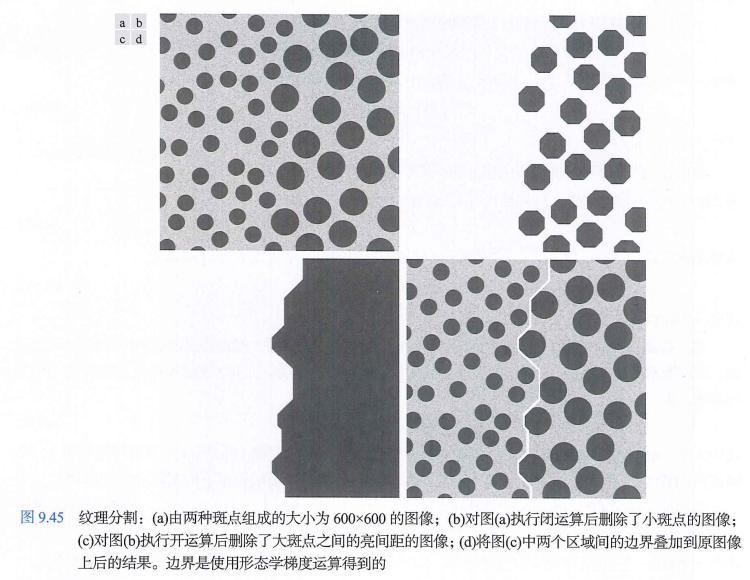 a b
c d
图 9.45 纹理分割：(a)由两种斑点组成的大小为 600×600 的图像；(b)对图(a)执行闭运算后删除了小斑点的图像；
(c)对图(b)执行开运算后删除了大斑点之间的亮间距的图像；(d)将图(c)中两个区域间的边界叠加到原图像
上后的结果。边界是使用形态学梯度运算得到的